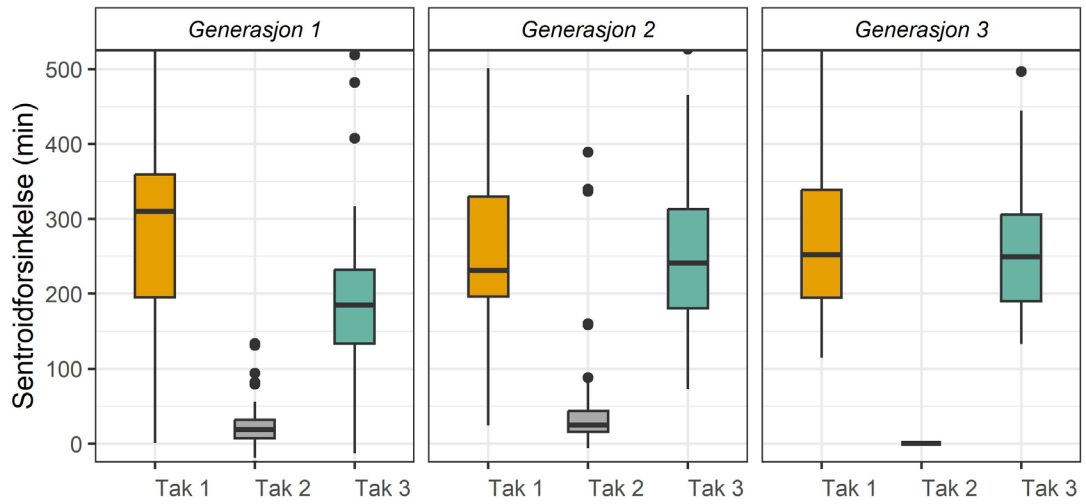 Generasjon 1
Generasjon 2
Generasjon 3
Sentroidforsinkelse (min)
500
400
300
200
100
0
Tak 1 Tak 2 Tak 3
Tak 1 Tak 2 Tak 3
Tak 1 Tak 2 Tak 3